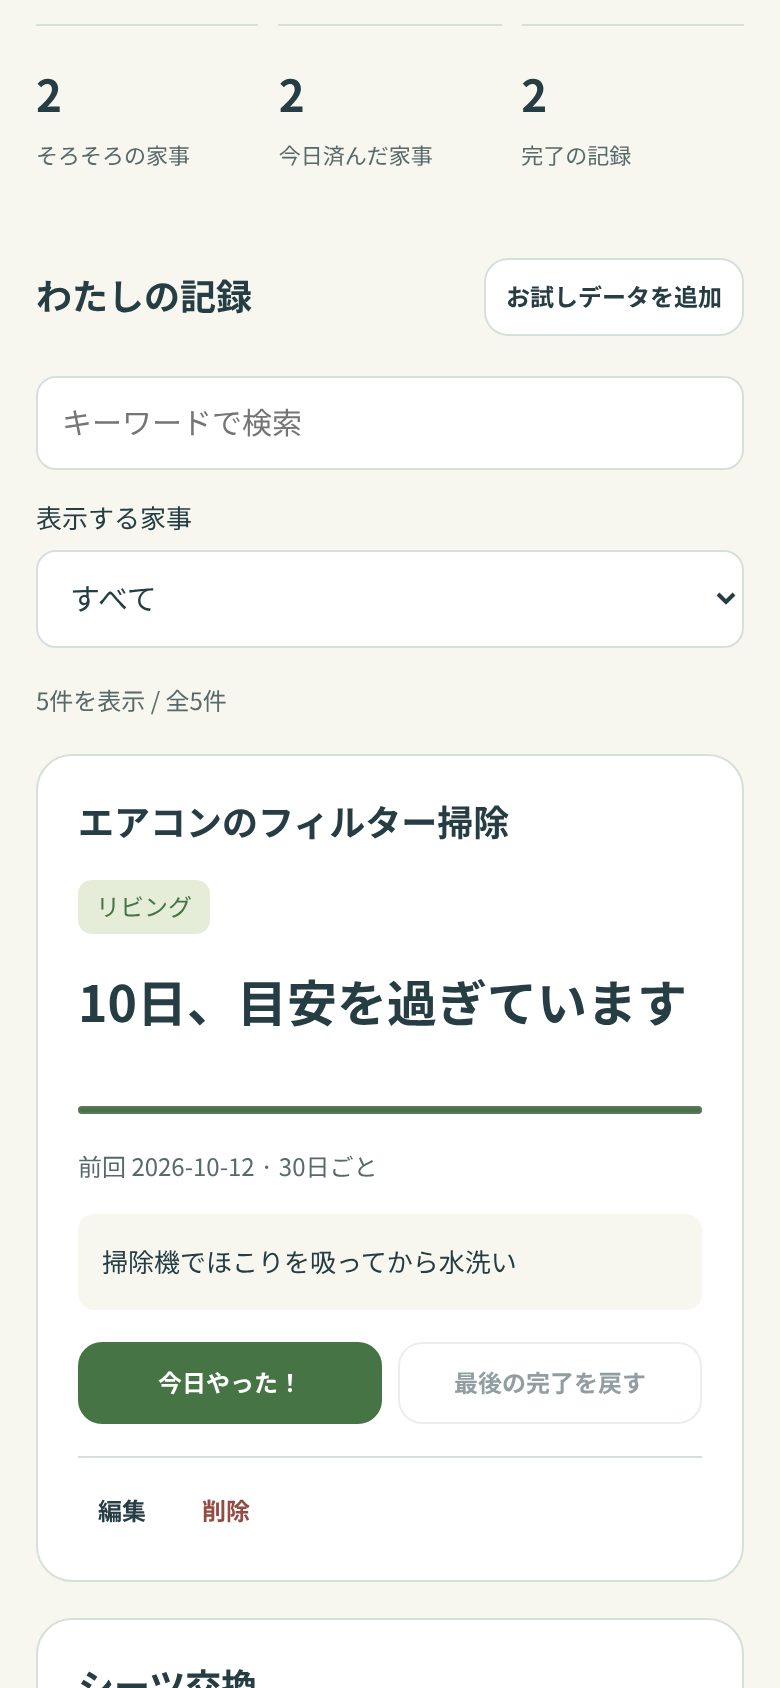 2
そろそろの家事
2
今日済んだ家事
2
完了の記録
わたしの記録
お試しデータを追加
キーワードで検索
表示する家事
すべて
5件を表示 / 全5件
エアコンのフィルター掃除
リビング
10日、目安を過ぎています
前回 2026-10-12 · 30日ごと
掃除機でほこりを吸ってから水洗い
今日やった！
最後の完了を戻す
編集
削除
シーツ交換